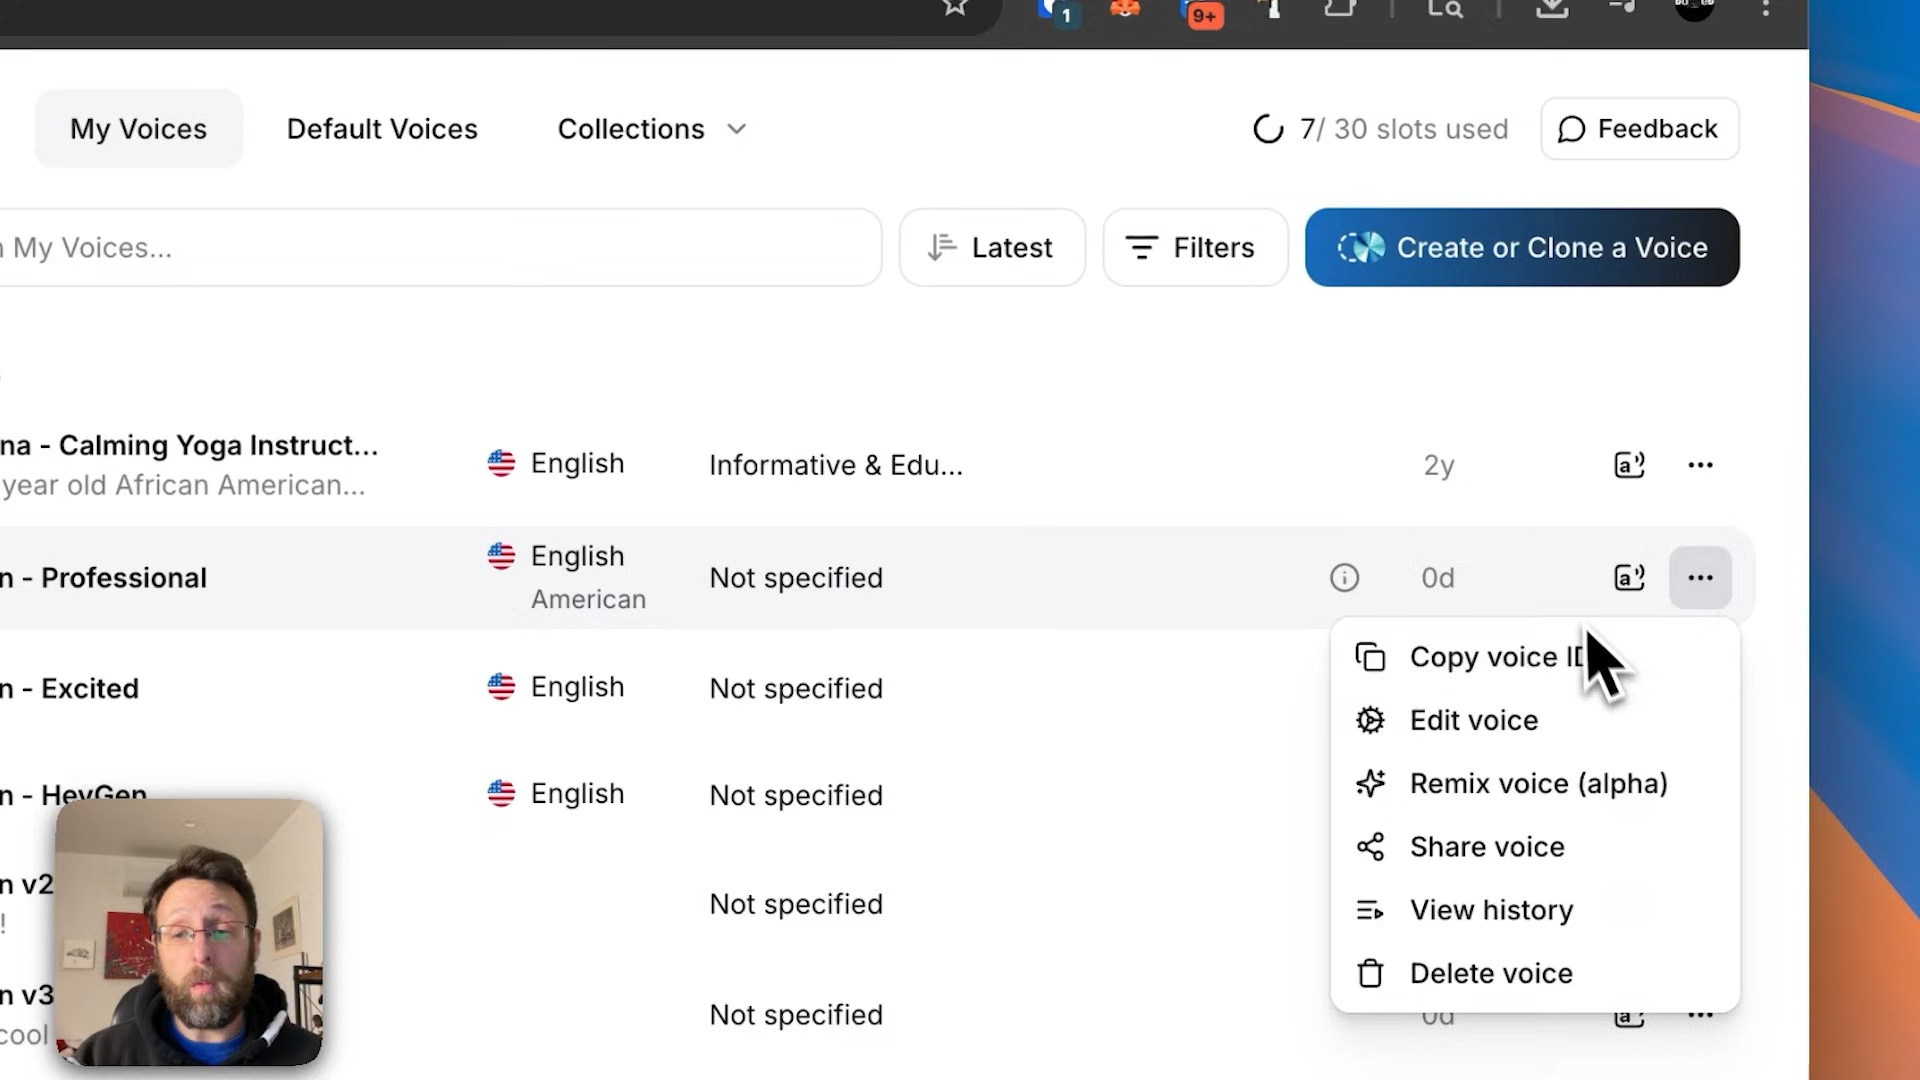 1
9+
My Voices
Default Voices
Collections
7/ 30 slots used
Feedback
My Voices...
Latest
Filters
Create or Clone a Voice
na - Calming Yoga Instruct...
year old African American...
English
Informative & Edu...
2y
n - Professional
English
American
Not specified
0d
Copy voice ID
Edit voice
Remix voice (alpha)
Share voice
View history
Delete voice
n - Excited
English
Not specified
n - HeyGen
English
Not specified
n v2
!
Not specified
n v3
cool
Not specified
0d